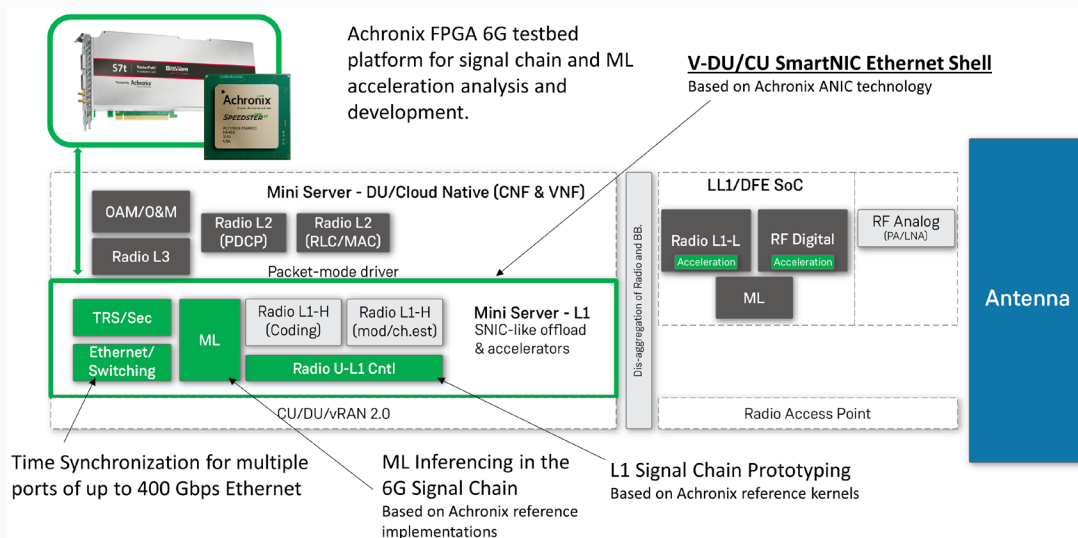 Achronix FPGA 6G testbed
platform for signal chain and ML
acceleration analysis and
development.
V-DU/CU SmartNIC Ethernet Shell
Based on Achronix ANIC technology
S7t
VectorPath
BittWare
Achronix
SPEEDSTER
Mini Server - DU/Cloud Native (CNF & VNF)
OAM/O&M
Radio L3
Radio L2
(PDCP)
Radio L2
(RLC/MAC)
Packet-mode driver
TRS/Sec
Ethernet/
Switching
ML
Radio L1-H
(Coding)
Radio L1-H
(mod/ch.est)
Radio U-L1 Cntl
Mini Server - L1
SNIC-like offload
& accelerators
CU/DU/vRAN 2.0
Dis-aggregation of Radio and BB.
LL1/DFE SoC
Radio L1-L
Acceleration
RF Digital
Acceleration
ML
RF Analog
(PA/LNA)
Radio Access Point
Antenna
Time Synchronization for multiple
ports of up to 400 Gbps Ethernet
ML Inferencing in the
6G Signal Chain
Based on Achronix reference
implementations
L1 Signal Chain Prototyping
Based on Achronix reference kernels